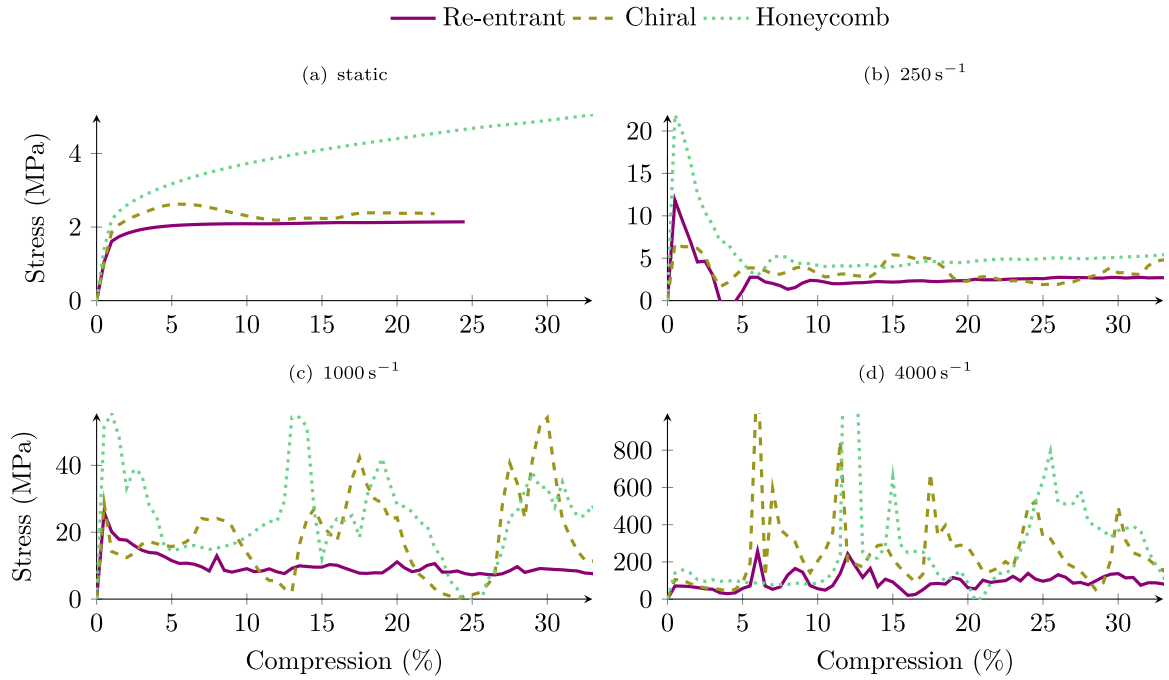 Re-entrant Chiral Honeycomb
(a) static
(b) 250 s⁻¹
4
2
0
0 5 10 15 20 25 30
Stress (MPa)
20
15
10
5
0
0 5 10 15 20 25 30
(c) 1000 s⁻¹
(d) 4000 s⁻¹
40
20
0
0 5 10 15 20 25 30
Stress (MPa)
Compression (%)
800
600
400
200
0
0 5 10 15 20 25 30
Compression (%)